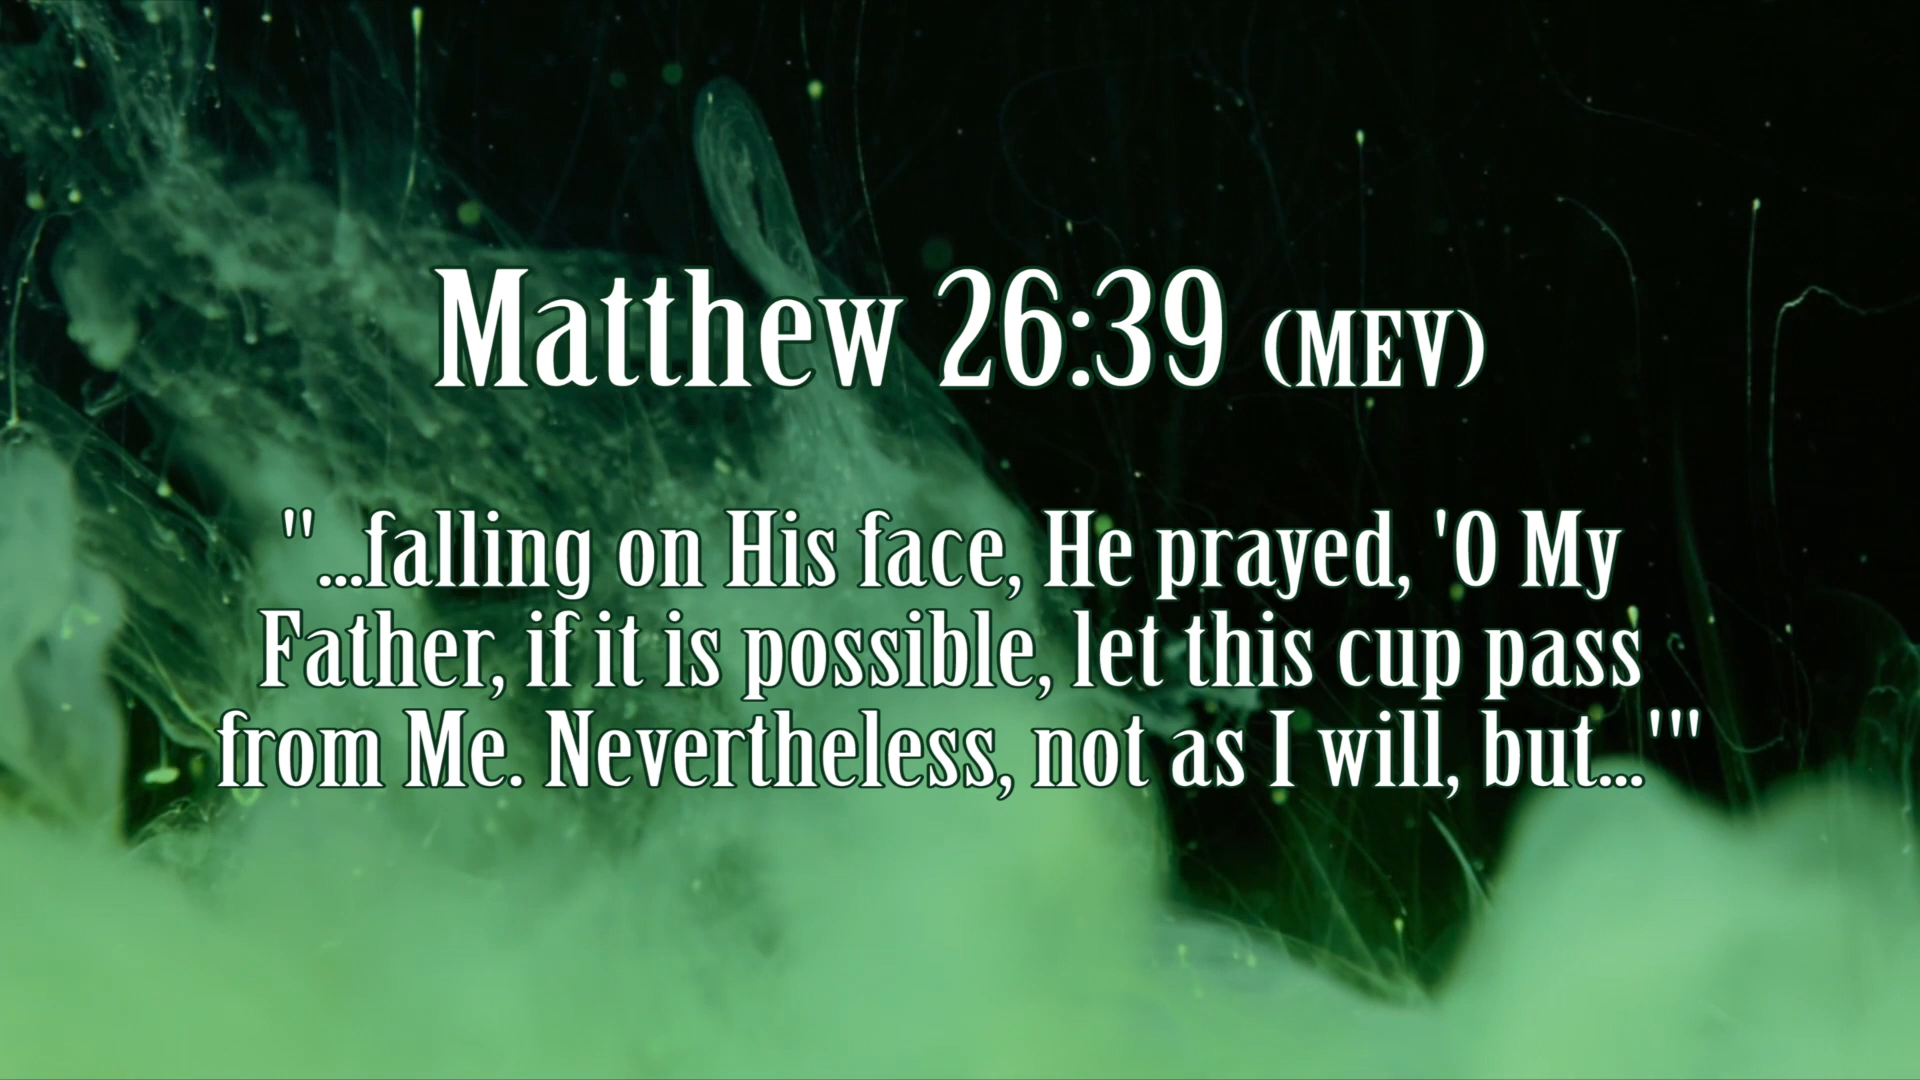 Matthew 26:39 (MEV)
"...falling on His face, He prayed, 'O My
Father, if it is possible, let this cup pass
from Me. Nevertheless, not as I will, but...'"